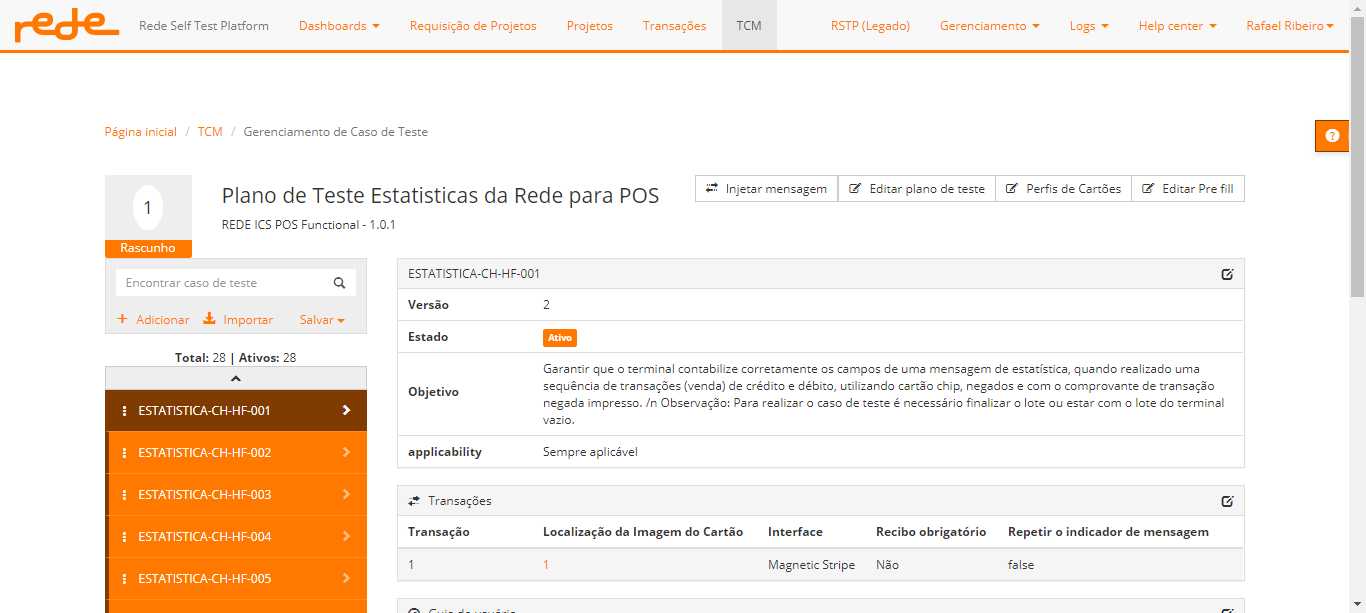 rede Rede Self Test Platform Dashboards Requisição de Projetos Projetos Transações TCM RSTP (Legado) Gerenciamento Logs Help center Rafael Ribeiro
Página inicial / TCM / Gerenciamento de Caso de Teste
1
Rascunho
Plano de Teste Estatisticas da Rede para POS
REDE ICS POS Functional - 1.0.1
Injetar mensagem Editar plano de teste Perfis de Cartões Editar Pre fill
Encontrar caso de teste
+ Adicionar Importar Salvar
Total: 28 | Ativos: 28
ESTATISTICA-CH-HF-001
ESTATISTICA-CH-HF-002
ESTATISTICA-CH-HF-003
ESTATISTICA-CH-HF-004
ESTATISTICA-CH-HF-005
ESTATISTICA-CH-HF-001
Versão 2
Estado Ativo
Objetivo Garantir que o terminal contabilize corretamente os campos de uma mensagem de estatística, quando realizado uma
sequência de transações (venda) de crédito e débito, utilizando cartão chip, negados e com o comprovante de transação
negada impresso. /n Observação: Para realizar o caso de teste é necessário finalizar o lote ou estar com o lote do terminal
vazio.
applicability Sempre aplicável
Transações
Transação Localização da Imagem do Cartão Interface Recibo obrigatório Repetir o indicador de mensagem
1 1 Magnetic Stripe Não false
Guia do usuário